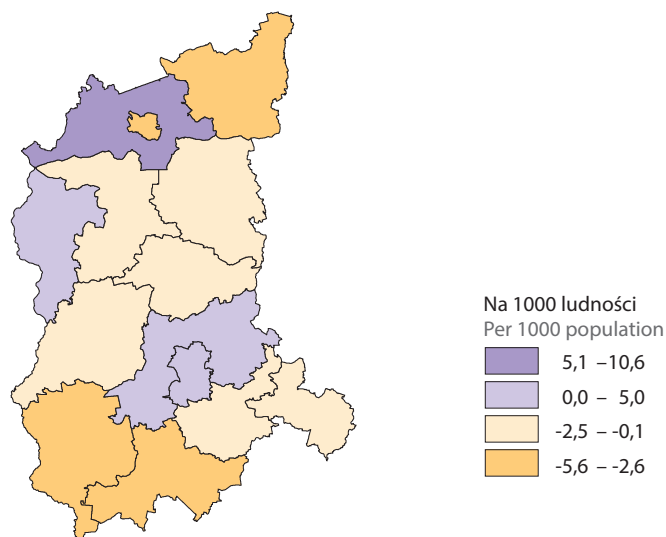 Na 1000 ludności
Per 1000 population
5,1 –10,6
0,0 – 5,0
-2,5 – -0,1
-5,6 – -2,6